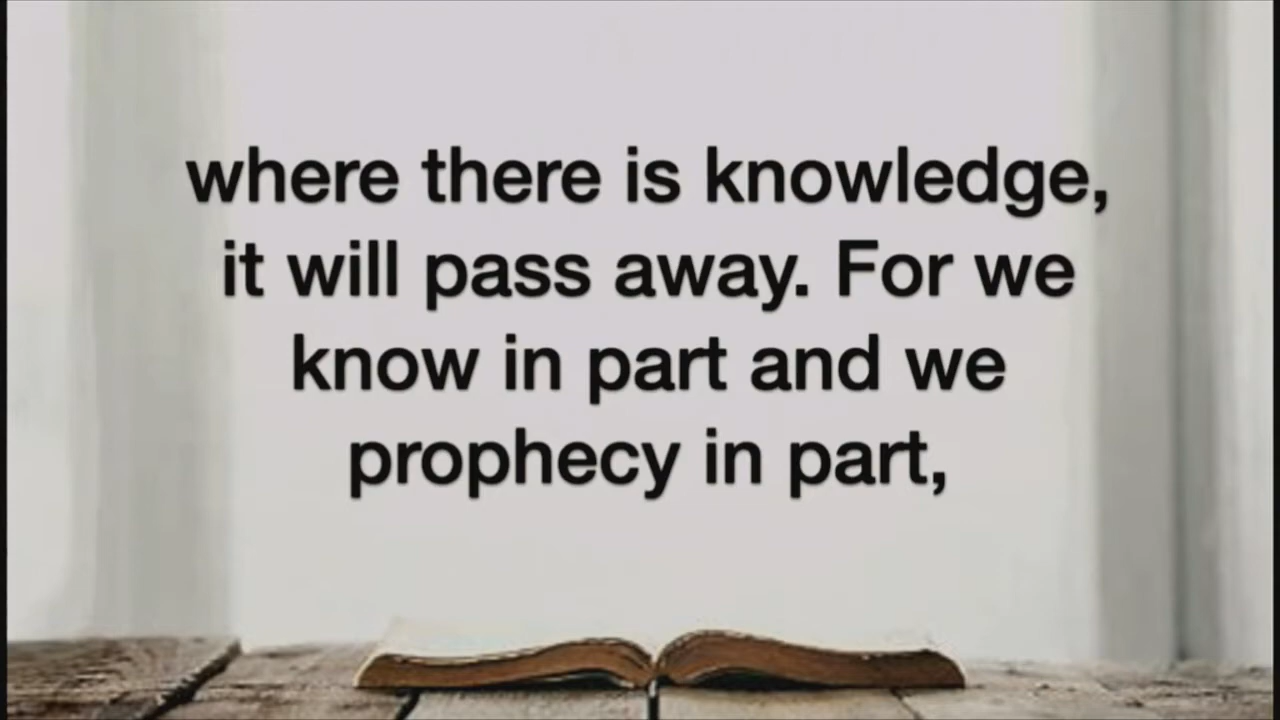 where there is knowledge,
it will pass away. For we
know in part and we
prophecy in part,